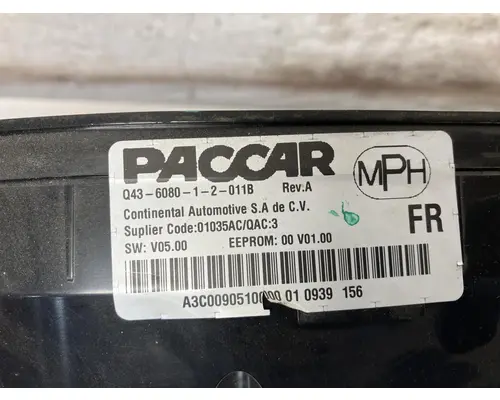 PACCAR
MPH
Q43-6080-1-2-011B Rev.A
Continental Automotive S.A de C.V.
Suplier Code:01035AC/QAC:3
FR
SW: V05.00 EEPROM: 00 V01.00
01 0939 156